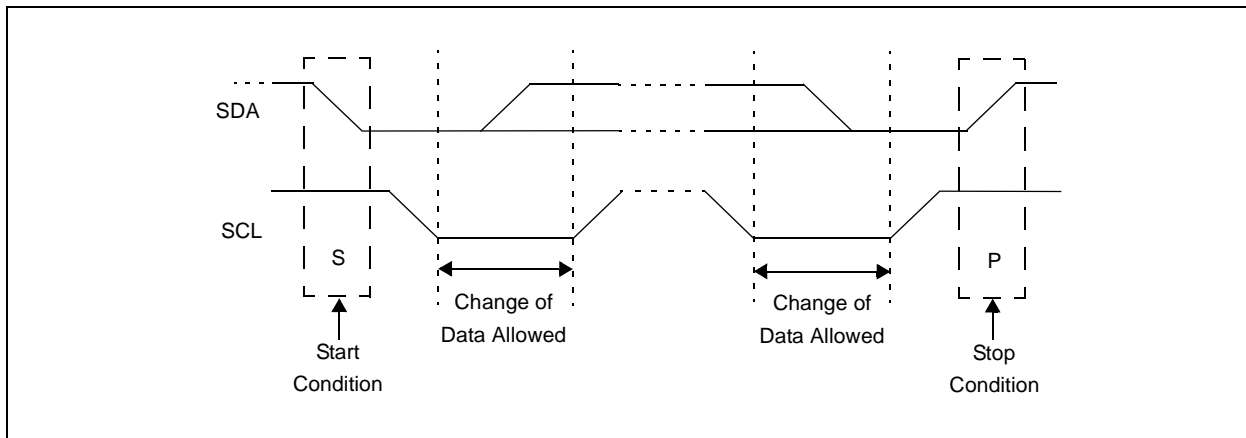 SDA
SCL
S
P
Change of
Data Allowed
Change of
Data Allowed
Start
Condition
Stop
Condition